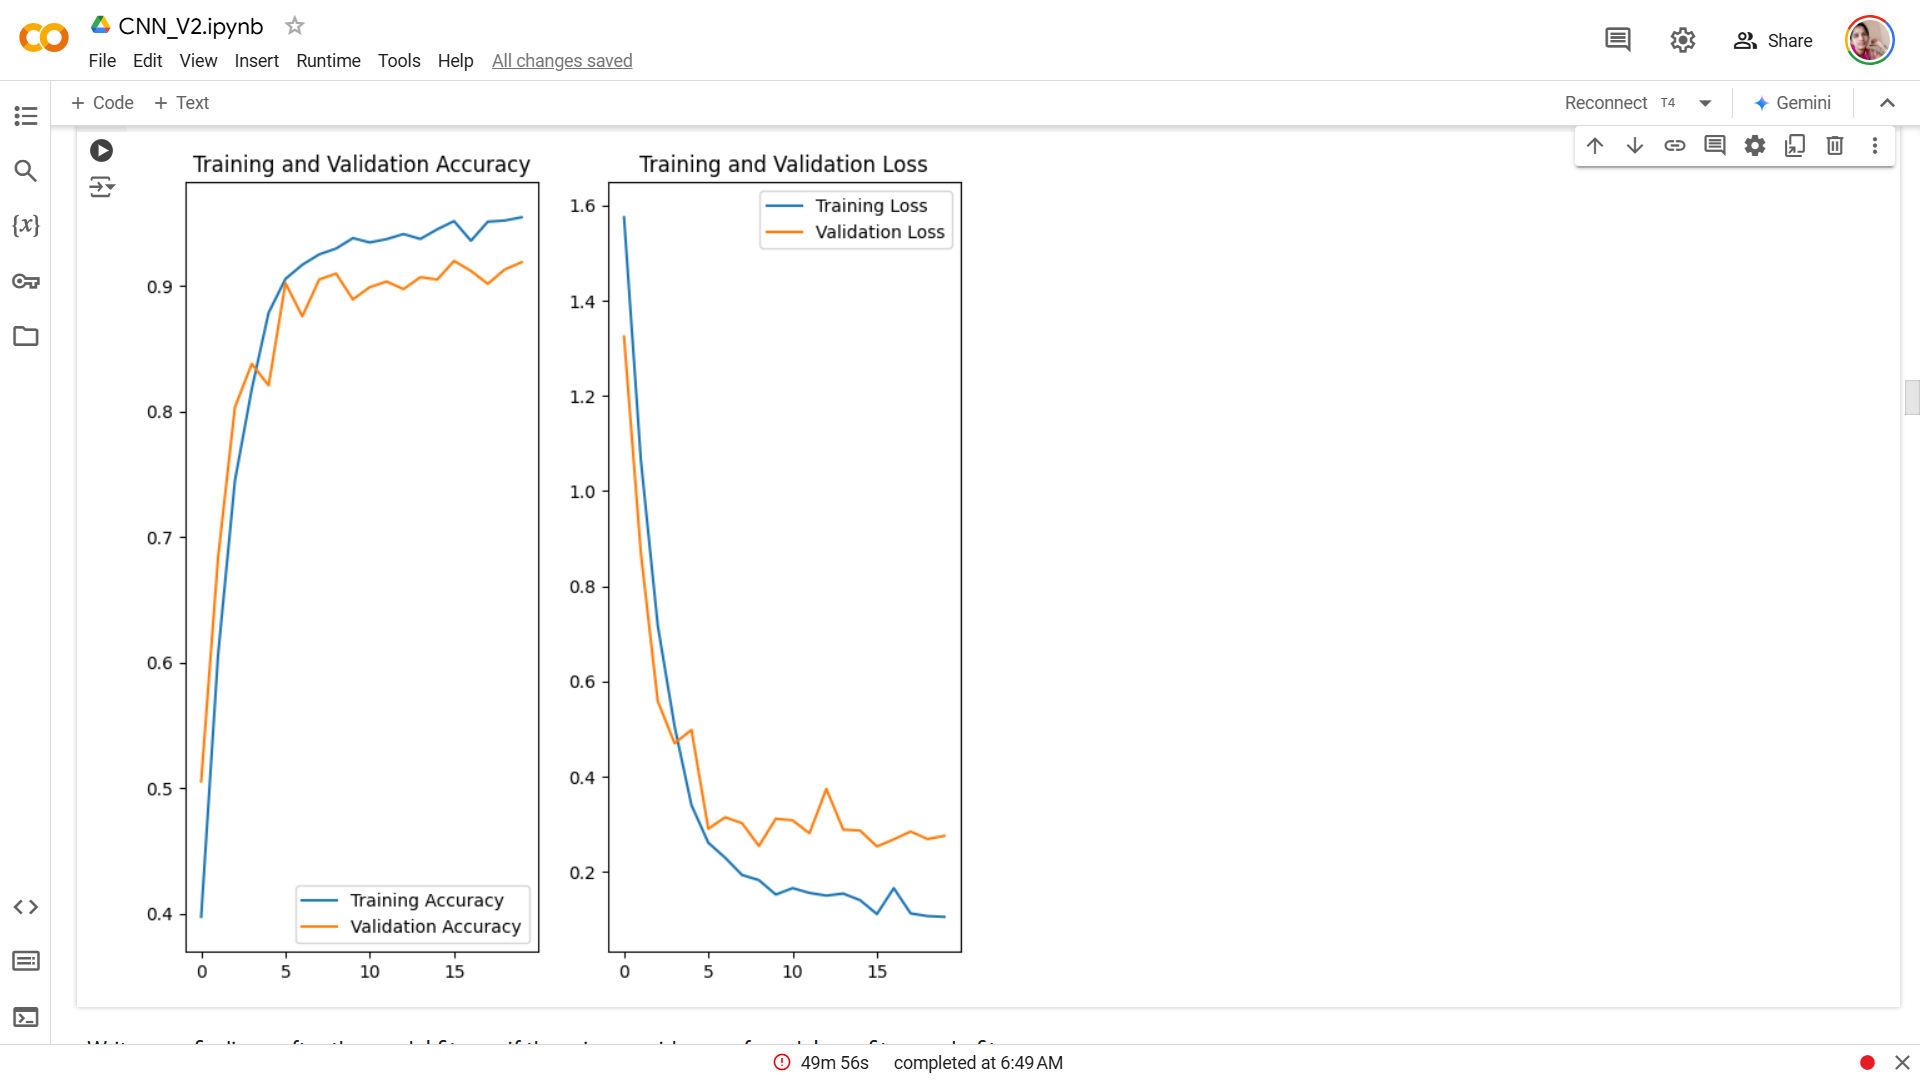 CNN_V2.ipynb
File Edit View Insert Runtime Tools Help All changes saved
Share
+ Code + Text
Reconnect T4
Gemini
Training and Validation Accuracy
0.9
0.8
0.7
0.6
0.5
0.4
0 5 10 15
Training Accuracy
Validation Accuracy
Training and Validation Loss
1.6
1.4
1.2
1.0
0.8
0.6
0.4
0.2
0 5 10 15
Training Loss
Validation Loss
{x}
49m 56s completed at 6:49 AM